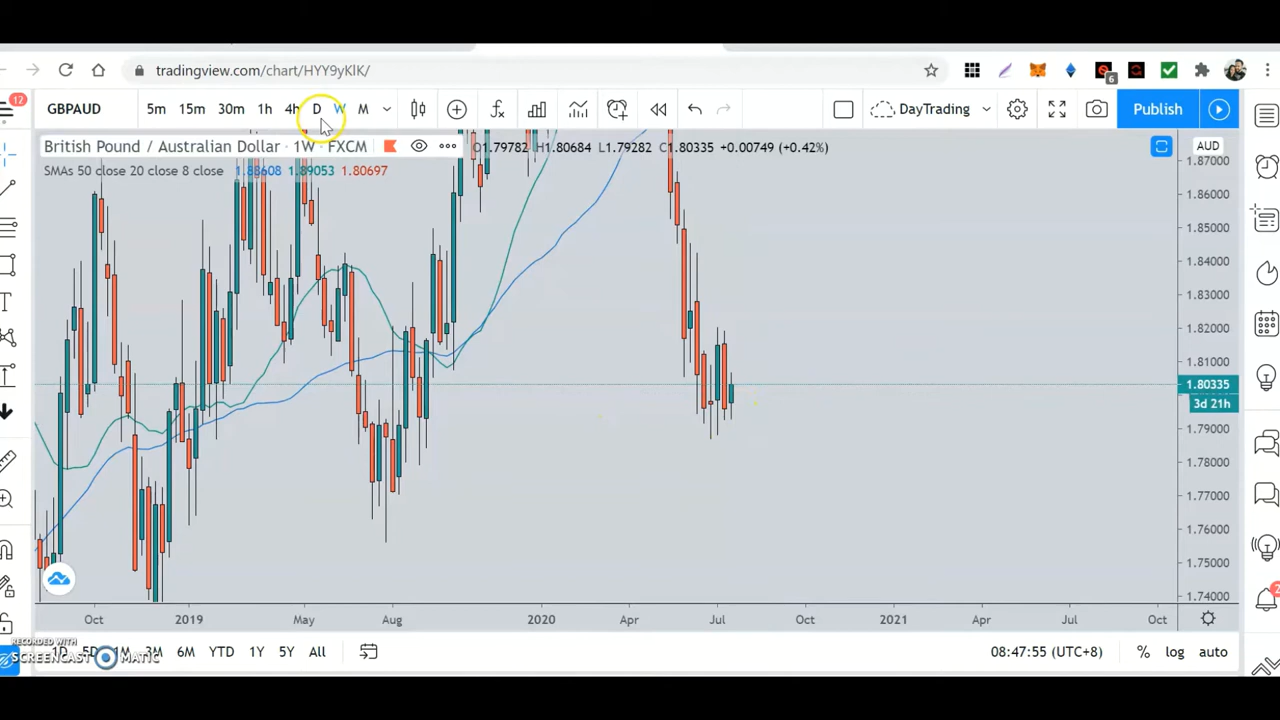 tradingview.com/chart/HYY9yKlK/
6
12
GBPAUD 5m 15m 30m 1h 4h D W M DayTrading Publish
British Pound / Australian Dollar · 1W · FXCM O1.79782 H1.80684 L1.79282 C1.80335 +0.00749 (+0.42%) AUD
SMAs 50 close 20 close 8 close 1.88608 1.89053 1.80697
1.87000
1.86000
1.85000
1.84000
1.83000
1.82000
1.81000
1.80335
3d 21h
1.79000
1.78000
1.77000
1.76000
1.75000
1.74000
Oct 2019 May Aug 2020 Apr Jul Oct 2021 Apr Oct
RECORDED WITH
SCREENCAST MATIC
1D 5D 1M 3M 6M YTD 1Y 5Y All 08:47:55 (UTC+8) % log auto